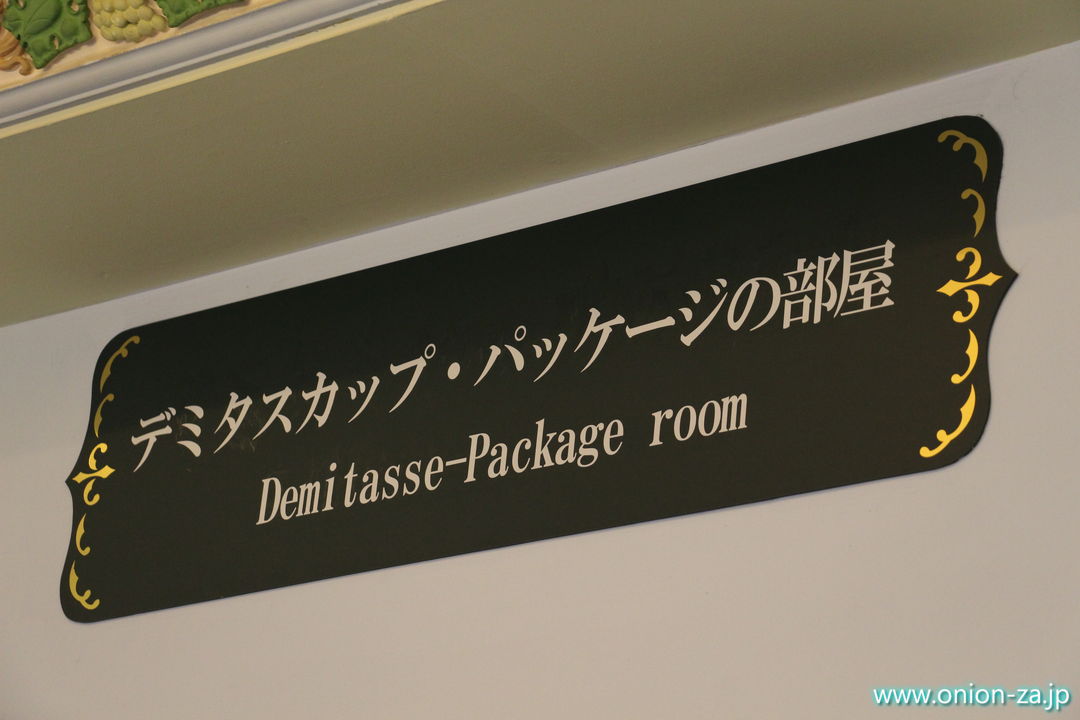 デミタスカップ・パッケージの部屋
Demitasse-Package room
www.onion-za.jp